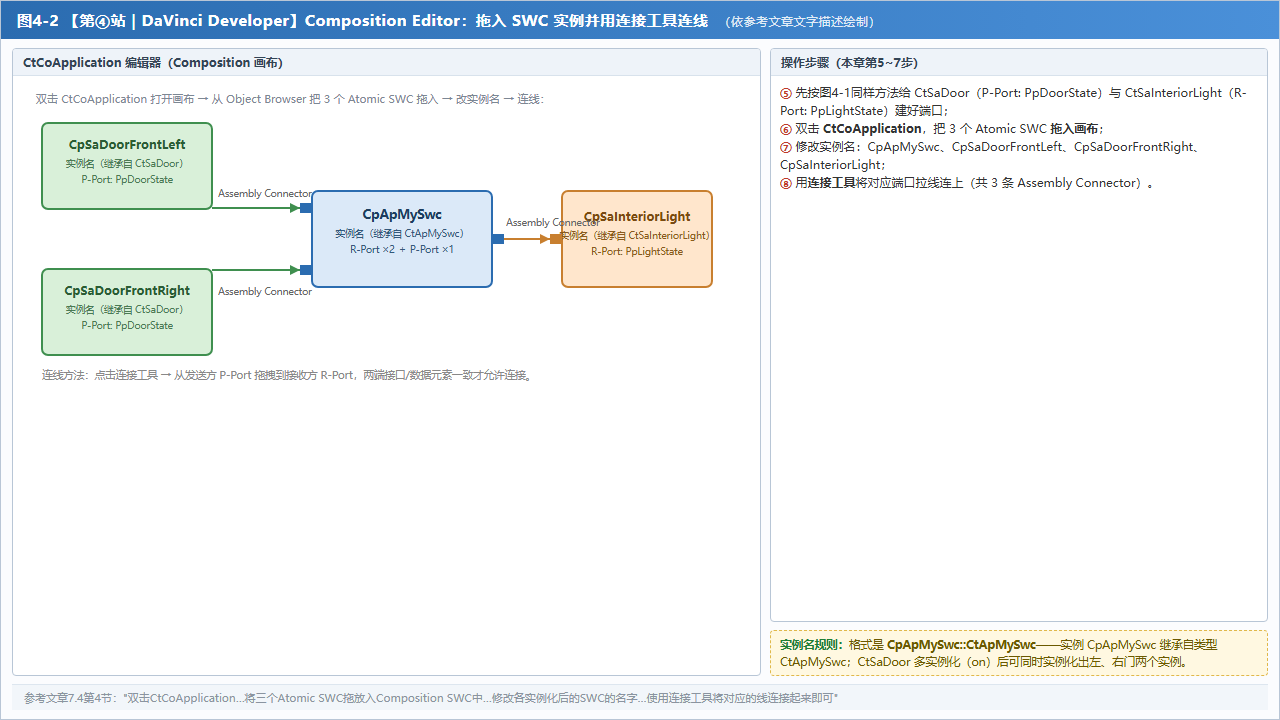 图4-2 【第④站 | DaVinci Developer】Composition Editor：拖入 SWC 实例并用连接工具连线 （依参考文章文字描述绘制）
CtCoApplication 编辑器（Composition 画布）
双击 CtCoApplication 打开画布 → 从 Object Browser 把 3 个 Atomic SWC 拖入 → 改实例名 → 连线：
CpSaDoorFrontLeft
实例名（继承自 CtSaDoor）
P-Port: PpDoorState
Assembly Connector
CpApMySwc
实例名（继承自 CtApMySwc）
R-Port ×2 + P-Port ×1
Assembly Connector
CpSaInteriorLight
实例名（继承自 CtSaInteriorLight）
R-Port: PpLightState
CpSaDoorFrontRight
实例名（继承自 CtSaDoor）
P-Port: PpDoorState
Assembly Connector
连线方法：点击连接工具 → 从发送方 P-Port 拖拽到接收方 R-Port，两端接口/数据元素一致才允许连接。
操作步骤（本章第5~7步）
⑤ 先按图4-1同样方法给 CtSaDoor（P-Port: PpDoorState）与 CtSaInteriorLight（R-
Port: PpLightState）建好端口；
⑥ 双击 CtCoApplication，把 3 个 Atomic SWC 拖入画布；
⑦ 修改实例名：CpApMySwc、CpSaDoorFrontLeft、CpSaDoorFrontRight、
CpSaInteriorLight；
⑧ 用连接工具将对应端口拉线连上（共 3 条 Assembly Connector）。
实例名规则：格式是 CpApMySwc::CtApMySwc——实例 CpApMySwc 继承自类型
CtApMySwc；CtSaDoor 多实例化（on）后可同时实例化出左、右门两个实例。
参考文章7.4第4节："双击CtCoApplication...将三个Atomic SWC拖放入Composition SWC中...修改各实例化后的SWC的名字...使用连接工具将对应的线连接起来即可"